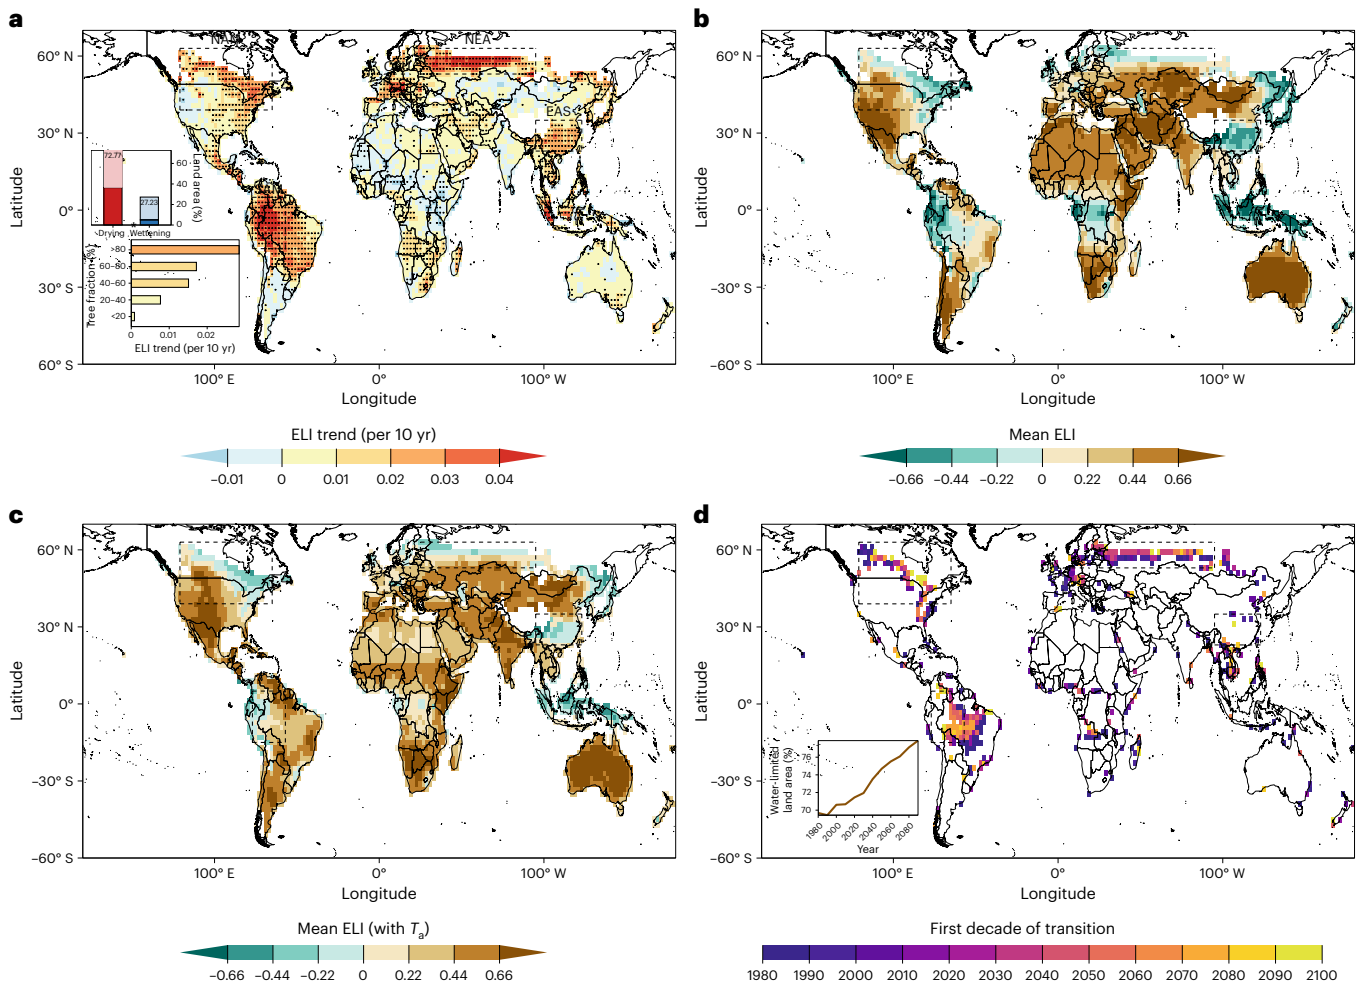 a
60° N
30° N
0°
−30° S
60° S
Latitude
100° E
0°
100° W
Longitude
NEA
EAS
72.77
27.23
Drying
Wettening
60
40
20
0
Land area (%)
Tree fraction (%)
>80
60–80
40–60
20–40
<20
0
0.01
0.02
ELI trend (per 10 yr)
ELI trend (per 10 yr)
−0.01
0
0.01
0.02
0.03
0.04
b
60° N
30° N
0°
−30° S
−60° S
Latitude
100° E
0°
100° W
Longitude
Mean ELI
−0.66
−0.44
−0.22
0
0.22
0.44
0.66
c
60° N
30° N
0°
−30° S
−60° S
Latitude
100° E
0°
100° W
Longitude
Mean ELI (with Ta)
−0.66
−0.44
−0.22
0
0.22
0.44
0.66
d
60° N
30° N
0°
−30° S
−60° S
Latitude
100° E
0°
100° W
Longitude
Water-limited
land area (%)
76
74
72
70
1980
2000
2020
2040
2060
2080
Year
First decade of transition
1980
1990
2000
2010
2020
2030
2040
2050
2060
2070
2080
2090
2100